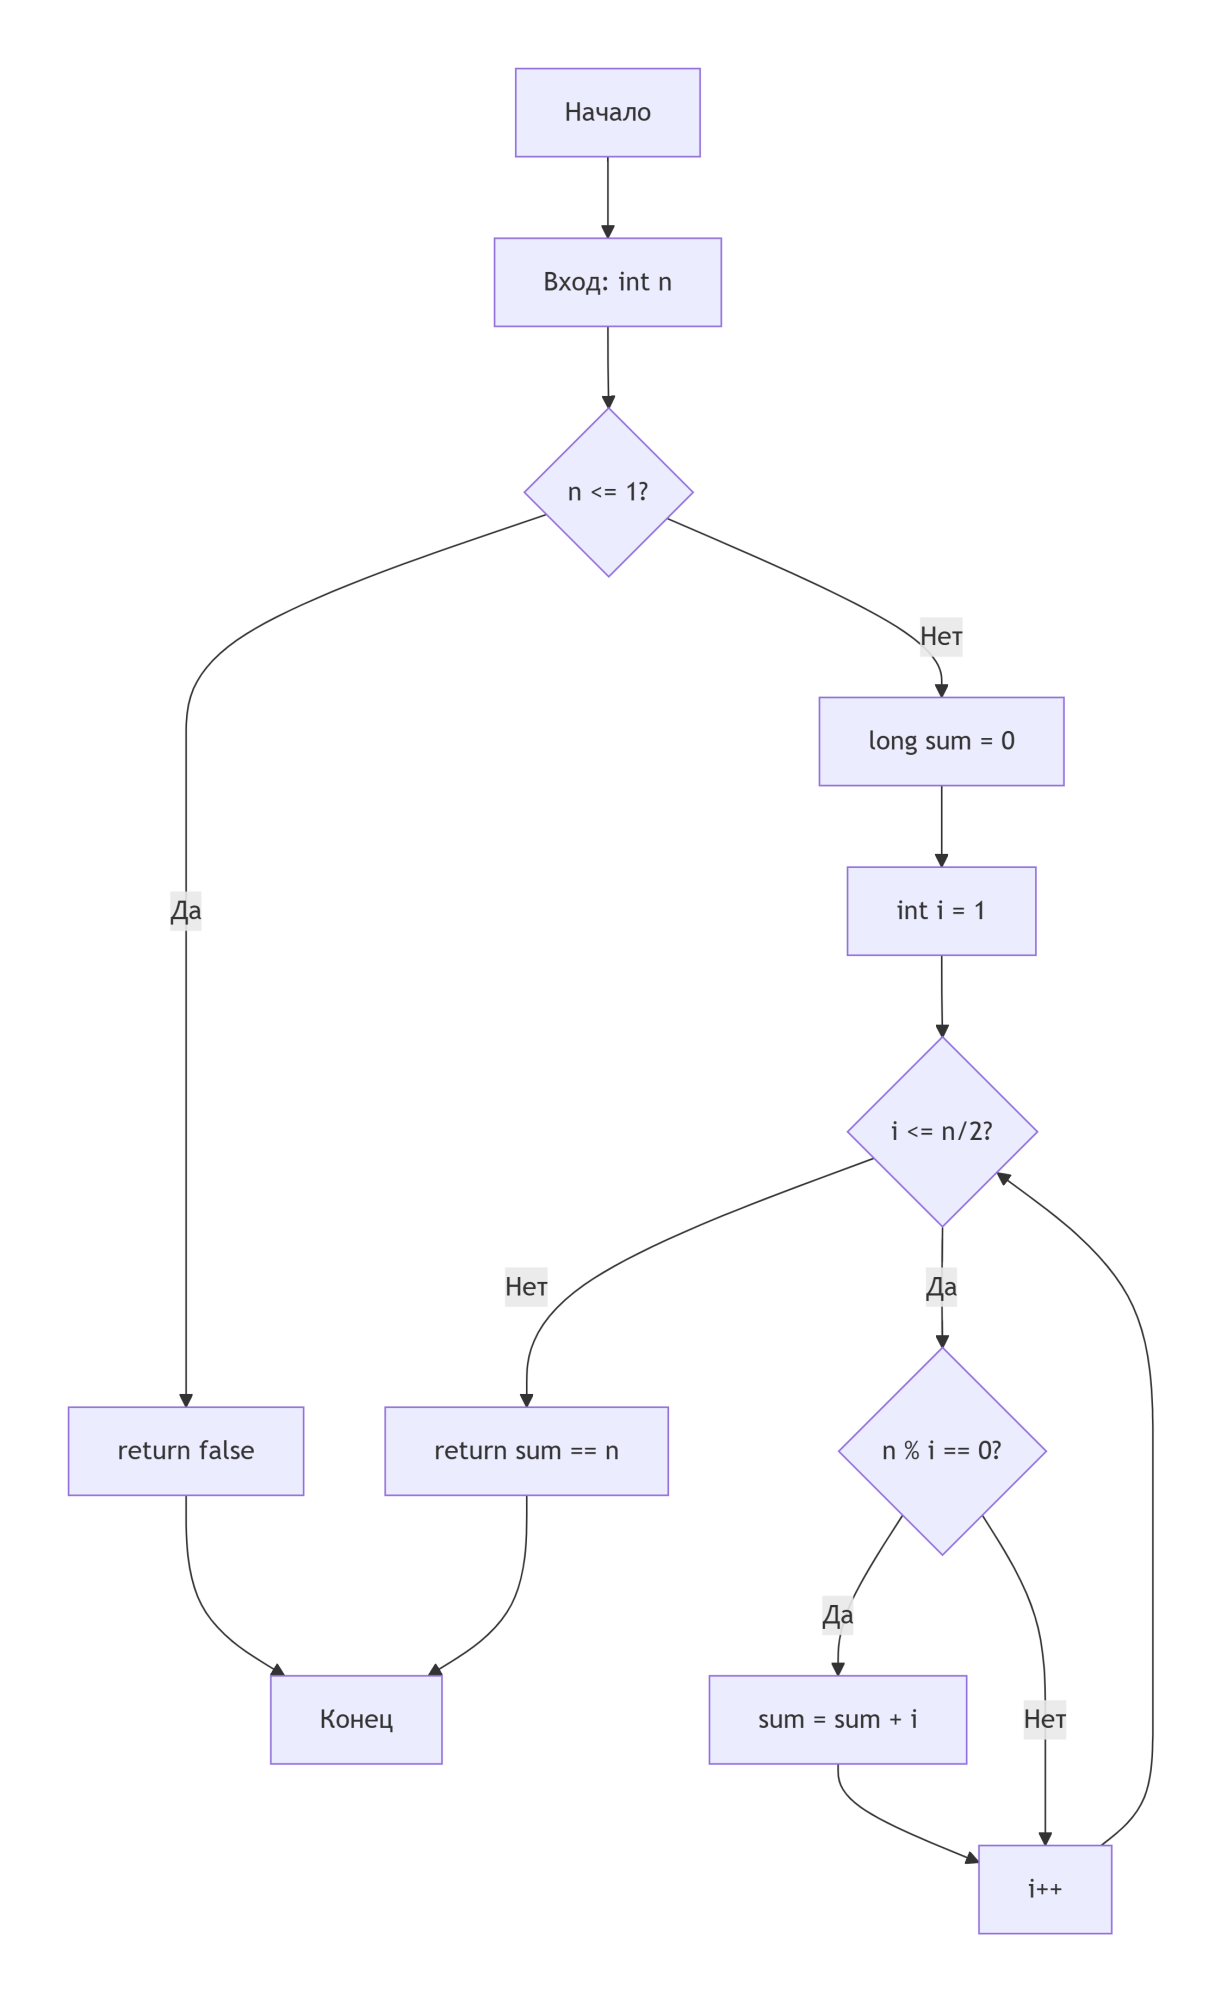 Начало
Вход: int n
n <= 1?
Нет
long sum = 0
Да
int i = 1
i <= n/2?
Нет
Да
return false
return sum == n
n % i == 0?
Да
Конец
sum = sum + i
Нет
i++